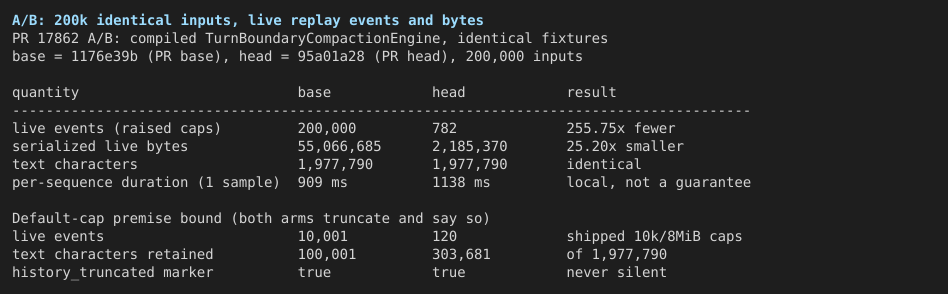 A/B: 200k identical inputs, live replay events and bytes
PR 17862 A/B: compiled TurnBoundaryCompactionEngine, identical fixtures
base = 1176e39b (PR base), head = 95a01a28 (PR head), 200,000 inputs
quantity base head result
-----------------------------------------------------------------------------------------
live events (raised caps) 200,000 782 255.75x fewer
serialized live bytes 55,066,685 2,185,370 25.20x smaller
text characters 1,977,790 1,977,790 identical
per-sequence duration (1 sample) 909 ms 1138 ms local, not a guarantee
Default-cap premise bound (both arms truncate and say so)
live events 10,001 120 shipped 10k/8MiB caps
text characters retained 100,001 303,681 of 1,977,790
history_truncated marker true true never silent